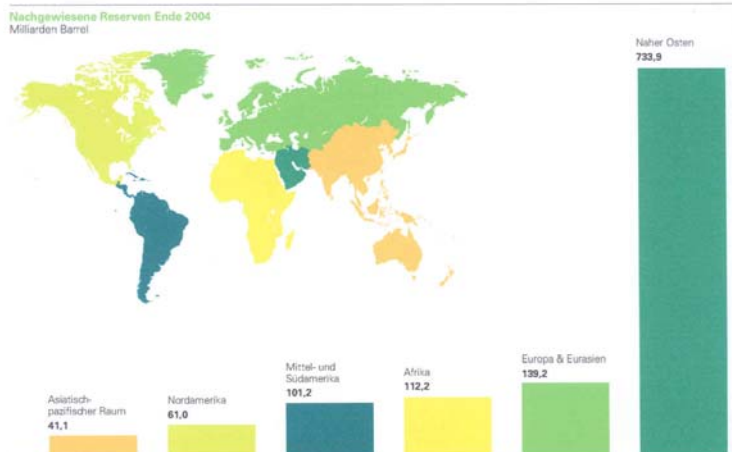 Nachgewiesene Reserven Ende 2004
Milliarden Barrel
Naher Osten
733,9
Europa & Eurasien
139,2
Mittel- und
Südamerika
101,2
Afrika
112,2
Nordamerika
61,0
Asiatisch-
pazifischer Raum
41,1